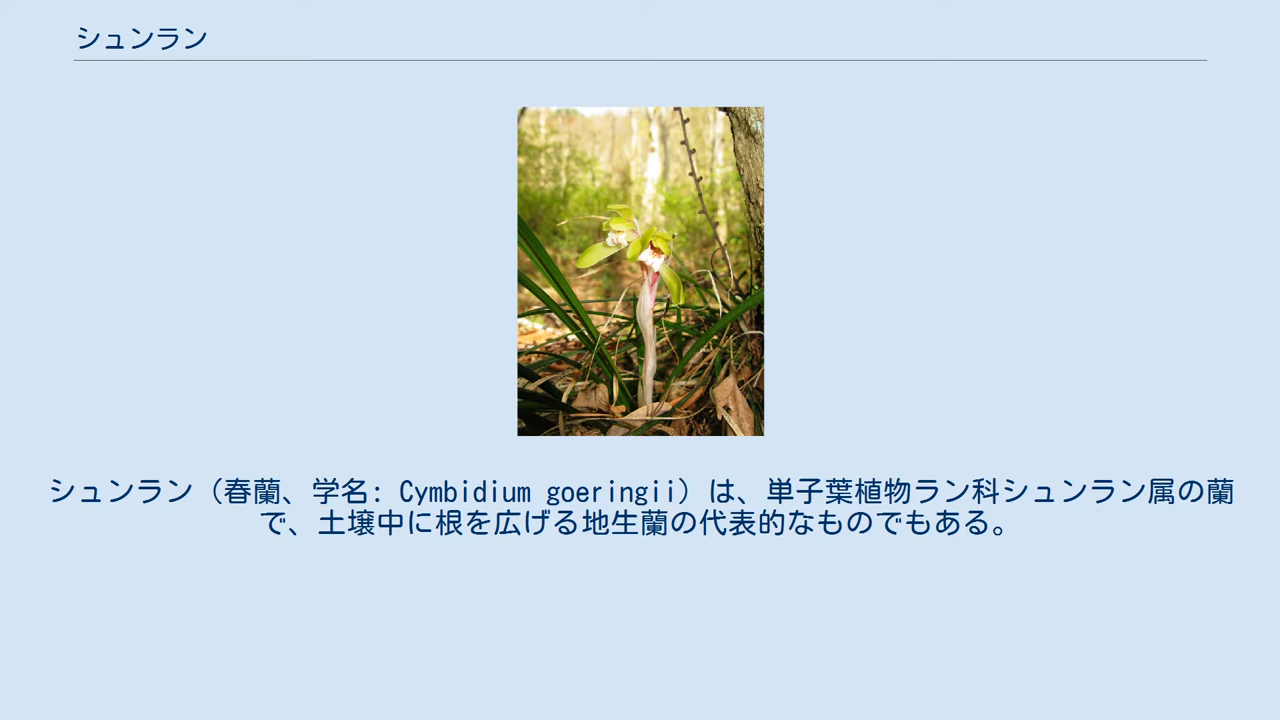 シュンラン
シュンラン（春蘭、学名: Cymbidium goeringii）は、単子葉植物ラン科シュンラン属の蘭
で、土壌中に根を広げる地生蘭の代表的なものでもある。